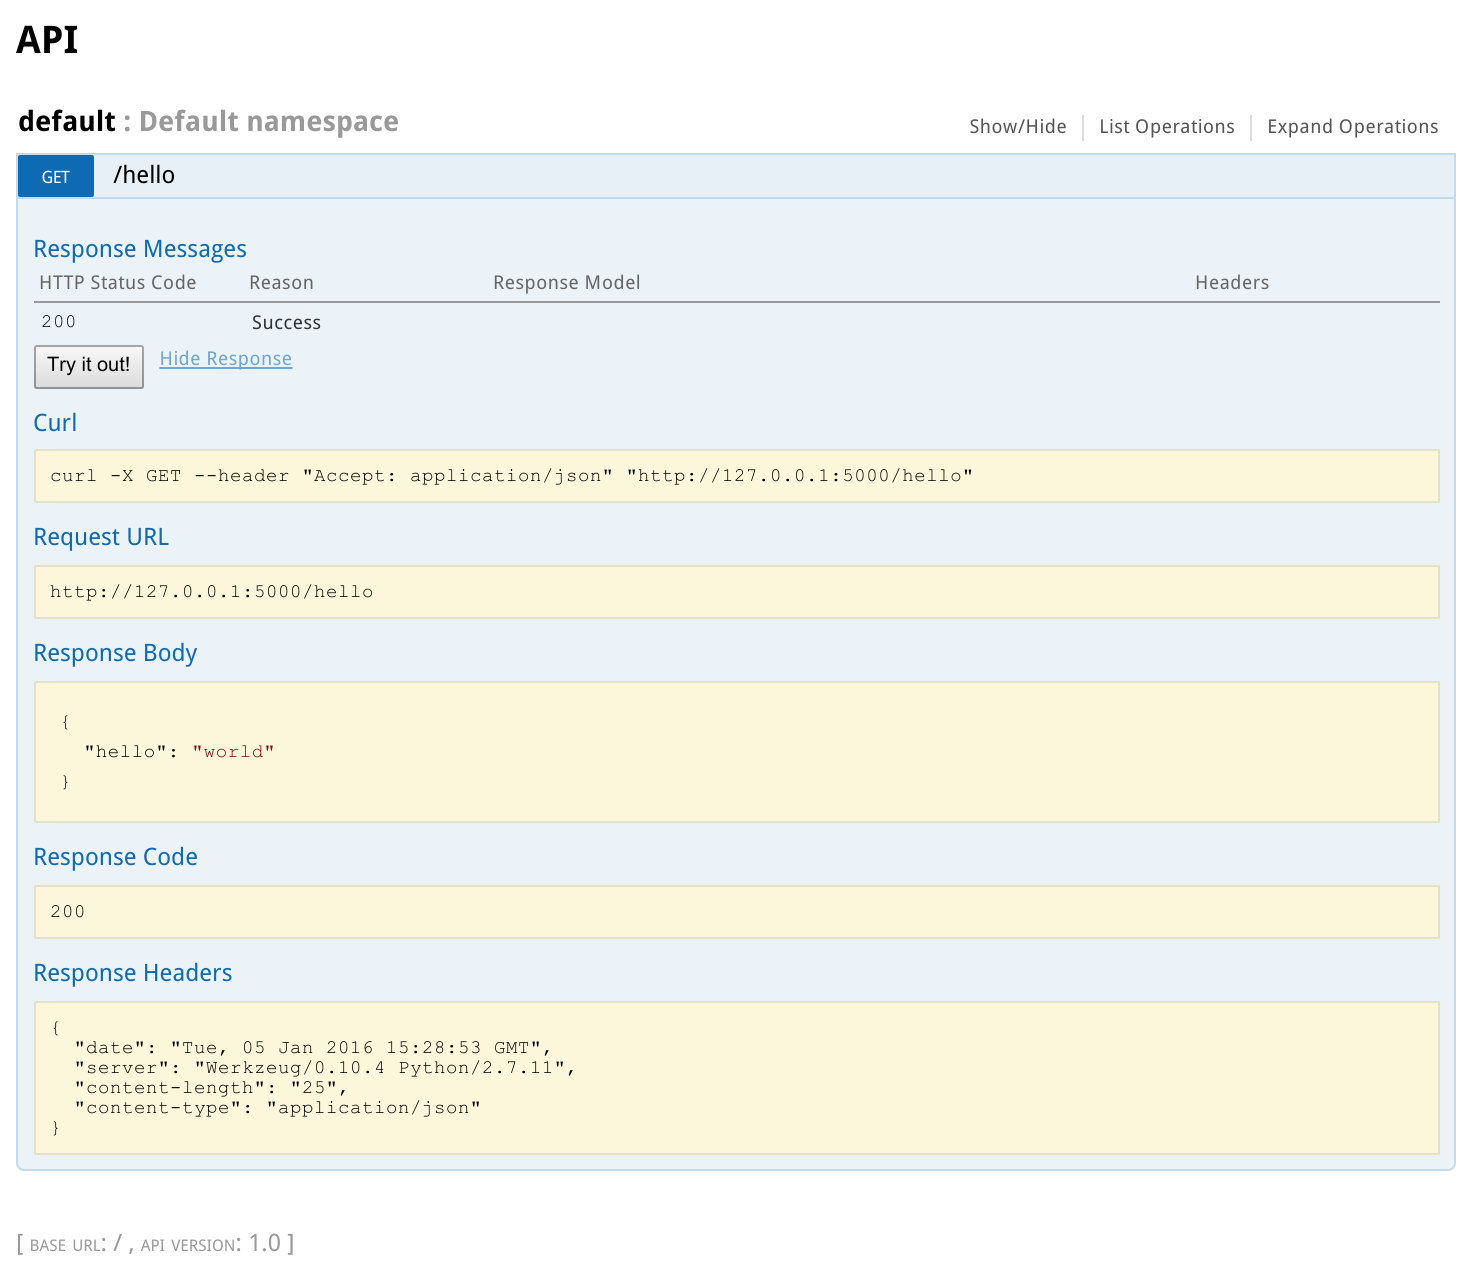 API
default : Default namespace
Show/Hide | List Operations | Expand Operations
GET /hello
Response Messages
HTTP Status Code Reason Response Model Headers
200 Success
Try it out! Hide Response
Curl
curl -X GET --header "Accept: application/json" "http://127.0.0.1:5000/hello"
Request URL
http://127.0.0.1:5000/hello
Response Body
{
  "hello": "world"
}
Response Code
200
Response Headers
{
  "date": "Tue, 05 Jan 2016 15:28:53 GMT",
  "server": "Werkzeug/0.10.4 Python/2.7.11",
  "content-length": "25",
  "content-type": "application/json"
}
[ BASE URL: / , API VERSION: 1.0 ]